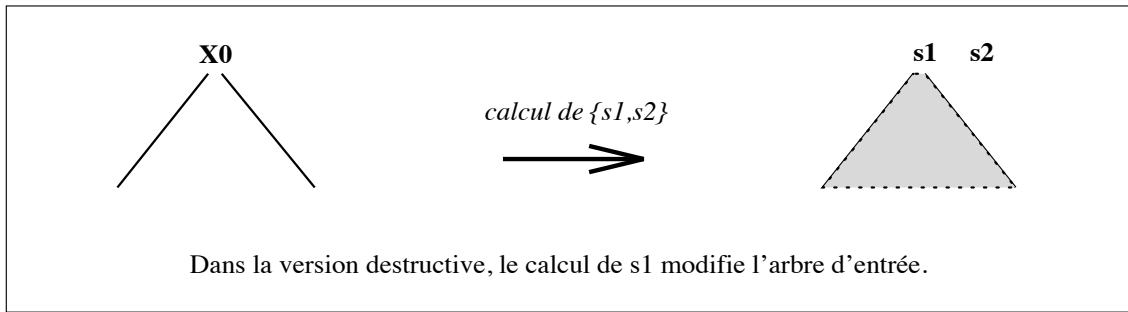 X0
s1 s2
calcul de {s1,s2}
Dans la version destructive, le calcul de s1 modifie l'arbre d'entrée.